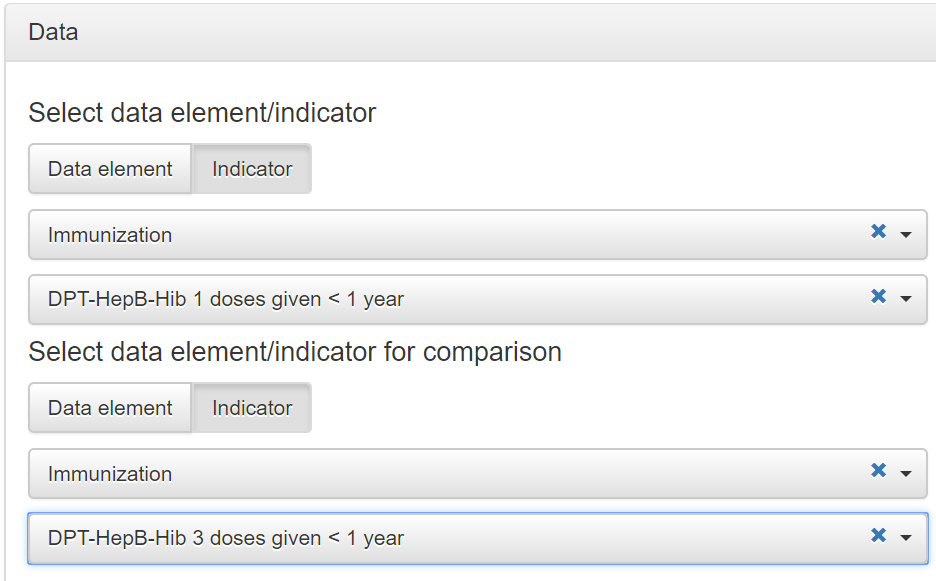 Data
Select data element/indicator
Data element Indicator
Immunization
DPT-HepB-Hib 1 doses given < 1 year
Select data element/indicator for comparison
Data element Indicator
Immunization
DPT-HepB-Hib 3 doses given < 1 year